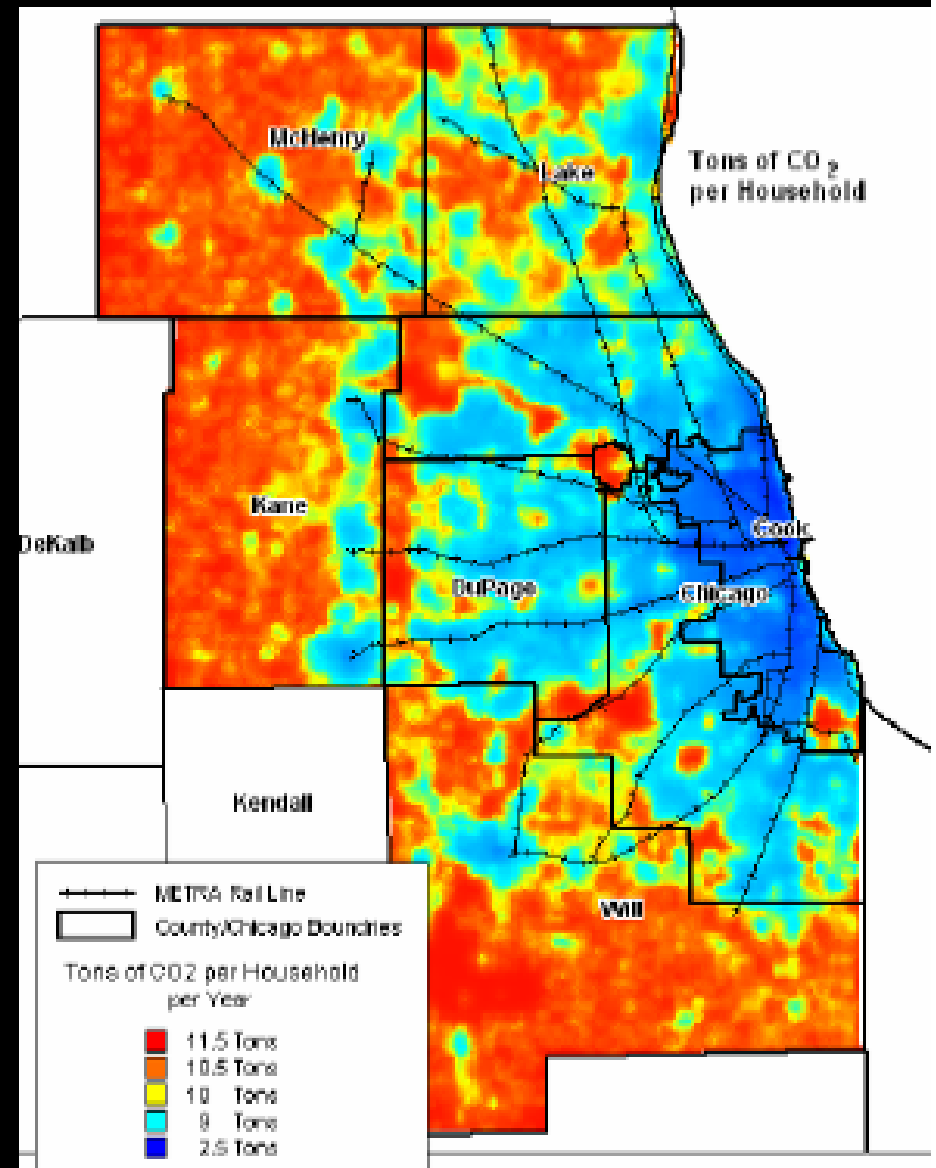 McHenry
Lake
Tons of CO2
per Household
Kane
DeKalb
Cook
DuPage
Chicago
Kendall
Will
METRA Rail Line
County/Chicago Boundries
Tons of CO2 per Household
per Year
11.5 Tons
10.5 Tons
10 Tons
9 Tons
2.5 Tons